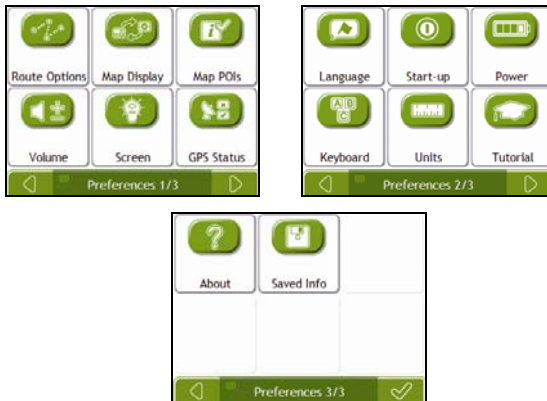 Route Options Map Display Map POIs
Volume Screen GPS Status
Preferences 1/3
Language Start-up Power
A B C
Keyboard Units Tutorial
Preferences 2/3
About Saved Info
Preferences 3/3